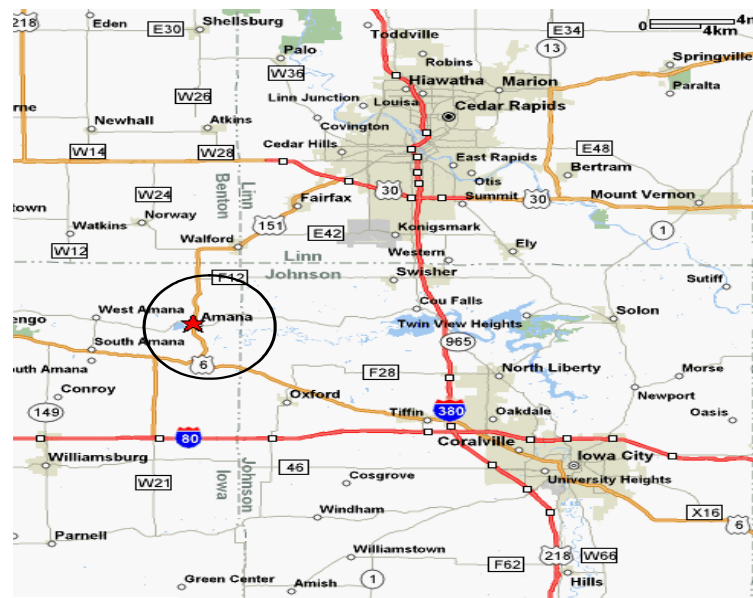 218
Eden
E30
Shellsburg
Toddville
E34
0
4m
4km
Palo
W36
Robins
13
Springville
Hiawatha
Marion
Paralta
W26
Linn Junction
Louisa
Cedar Rapids
Newhall
Atkins
Covington
W14
W28
Cedar Hills
East Rapids
E48
Bertram
Otis
30
Summit
30
Mount Vernon
W24
Norway
Linn
Benton
Fairfax
town
Watkins
151
E42
Konigsmark
1
W12
Walford
Linn
Johnson
Western
Ely
F12
Swisher
Sutiff
West Amana
Amana
Cou Falls
Solon
engo
Twin View Heights
South Amana
965
outh Amana
6
F28
North Liberty
Morse
Conroy
Oxford
Newport
149
380
Oakdale
Oasis
Tiffin
80
Coralville
Williamsburg
Johnson
Iowa
46
Iowa City
W21
Cosgrove
University Heights
Windham
X16
6
Parnell
Williamstown
218
W66
F62
Green Center
Amish
1
Hills